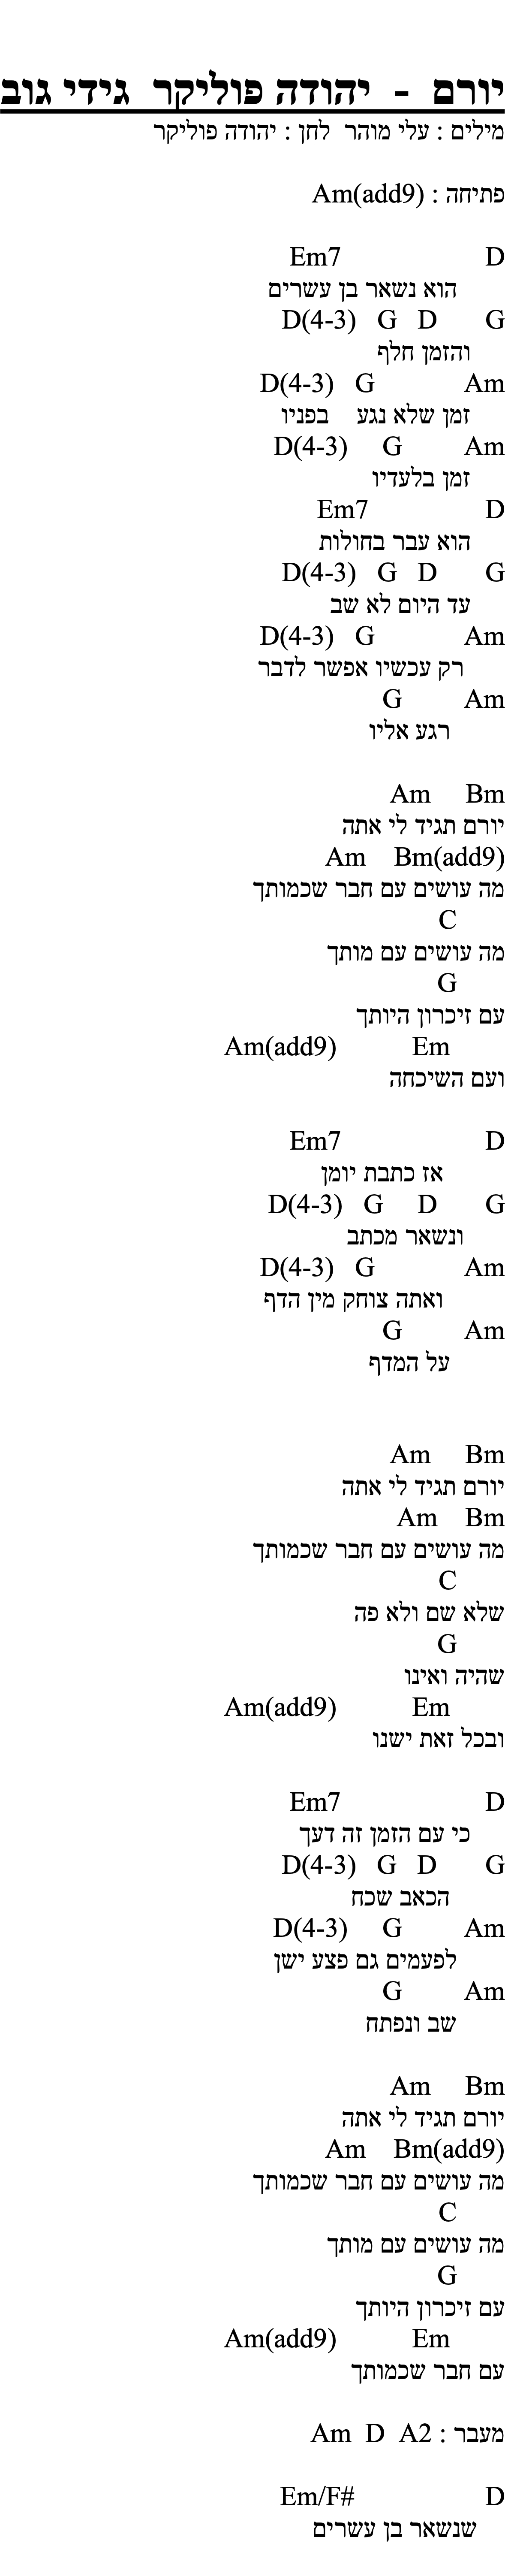 יורם  -  יהודה פוליקר  גידי גוב
מילים : עלי מוהר  לחן : יהודה פוליקר
פתיחה : Am(add9)
Em7 D
הוא נשאר בן עשרים
D(4-3) G D G
והזמן חלף
D(4-3) G Am
זמן שלא נגע בפניו
D(4-3) G Am
זמן בלעדיו
Em7 D
הוא עבר בחולות
D(4-3) G D G
עד היום לא שב
D(4-3) G Am
רק עכשיו אפשר לדבר
G Am
רגע אליו
Am Bm
יורם תגיד לי אתה
Am Bm(add9)
מה עושים עם חבר שכמותך
C
מה עושים עם מותך
G
עם זיכרון היותך
Am(add9) Em
ועם השיכחה
Em7 D
אז כתבת יומן
D(4-3) G D G
ונשאר מכתב
D(4-3) G Am
ואתה צוחק מין הדף
G Am
על המדף
Am Bm
יורם תגיד לי אתה
Am Bm
מה עושים עם חבר שכמותך
C
שלא שם ולא פה
G
שהיה ואינו
Am(add9) Em
ובכל זאת ישנו
Em7 D
כי עם הזמן זה דעך
D(4-3) G D G
הכאב שכח
D(4-3) G Am
לפעמים גם פצע ישן
G Am
שב ונפתח
Am Bm
יורם תגיד לי אתה
Am Bm(add9)
מה עושים עם חבר שכמותך
C
מה עושים עם מותך
G
עם זיכרון היותך
Am(add9) Em
עם חבר שכמותך
מעבר : Am D A2
Em/F# D
שנשאר בן עשרים